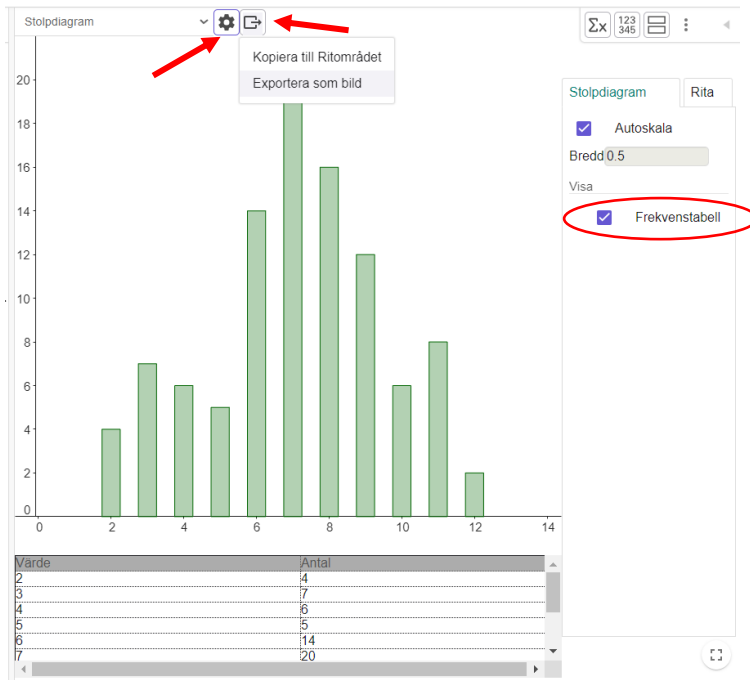 Stolpdiagram
Σx 123 345
Kopiera till Ritområdet
Exportera som bild
Stolpdiagram Rita
Autoskala
Bredd 0.5
Visa
Frekvenstabell
20
18
16
14
12
10
8
6
4
2
0
0 2 4 6 8 10 12 14
Värde Antal
2 4
3 7
4 6
5 5
6 14
7 20